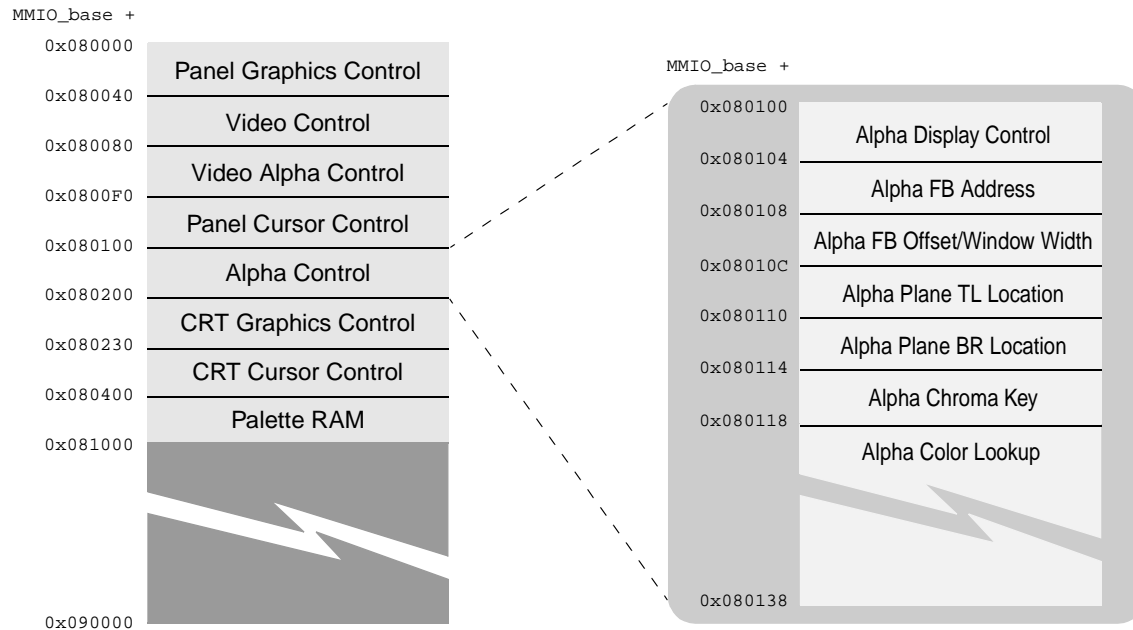 MMIO_base +
0x080000
Panel Graphics Control
0x080040
Video Control
0x080080
Video Alpha Control
0x0800F0
Panel Cursor Control
0x080100
Alpha Control
0x080200
CRT Graphics Control
0x080230
CRT Cursor Control
0x080400
Palette RAM
0x081000
0x090000
MMIO_base +
0x080100
Alpha Display Control
0x080104
Alpha FB Address
0x080108
Alpha FB Offset/Window Width
0x08010C
Alpha Plane TL Location
0x080110
Alpha Plane BR Location
0x080114
Alpha Chroma Key
0x080118
Alpha Color Lookup
0x080138